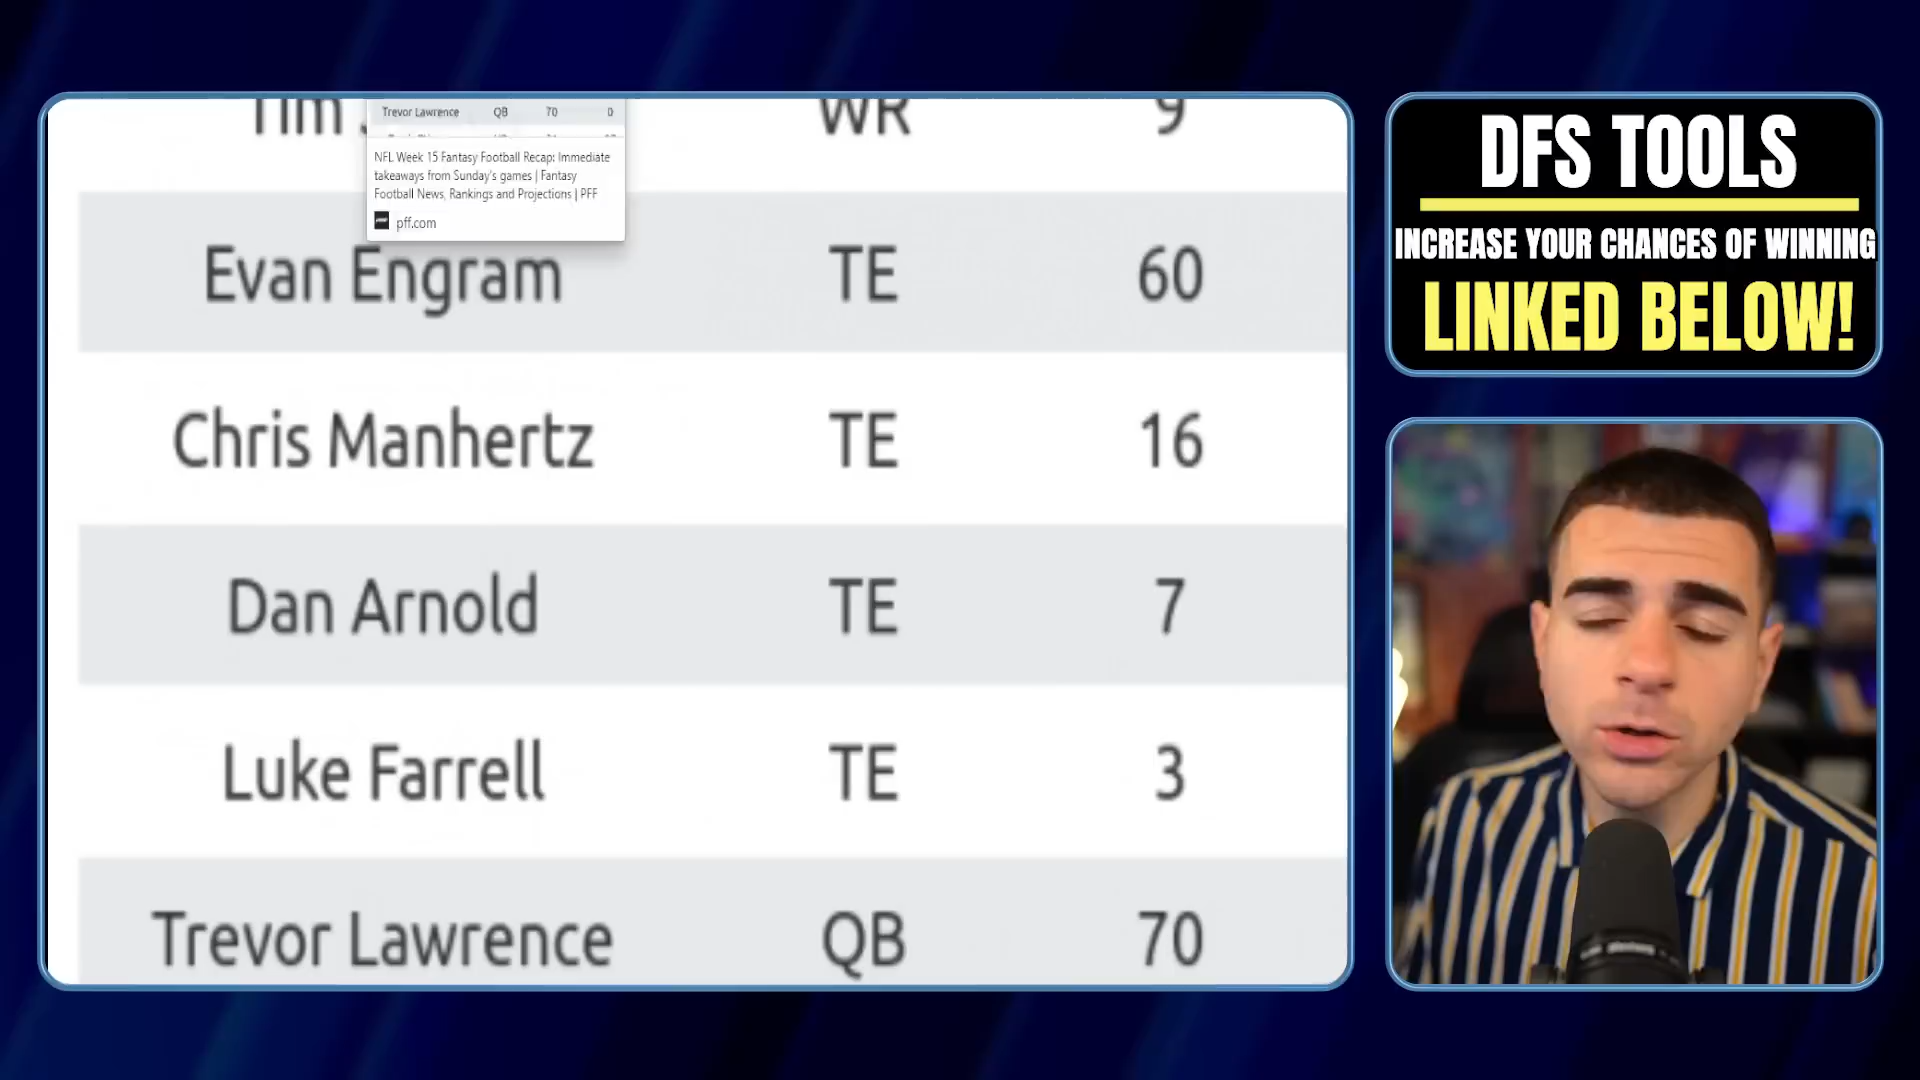 Tim
WR
9
Trevor Lawrence QB 70 0
NFL Week 15 Fantasy Football Recap: Immediate
takeaways from Sunday's games | Fantasy
Football News, Rankings and Projections | PFF
pff.com
Evan Engram TE 60
Chris Manhertz TE 16
Dan Arnold TE 7
Luke Farrell TE 3
Trevor Lawrence QB 70
DFS TOOLS
INCREASE YOUR CHANCES OF WINNING
LINKED BELOW!